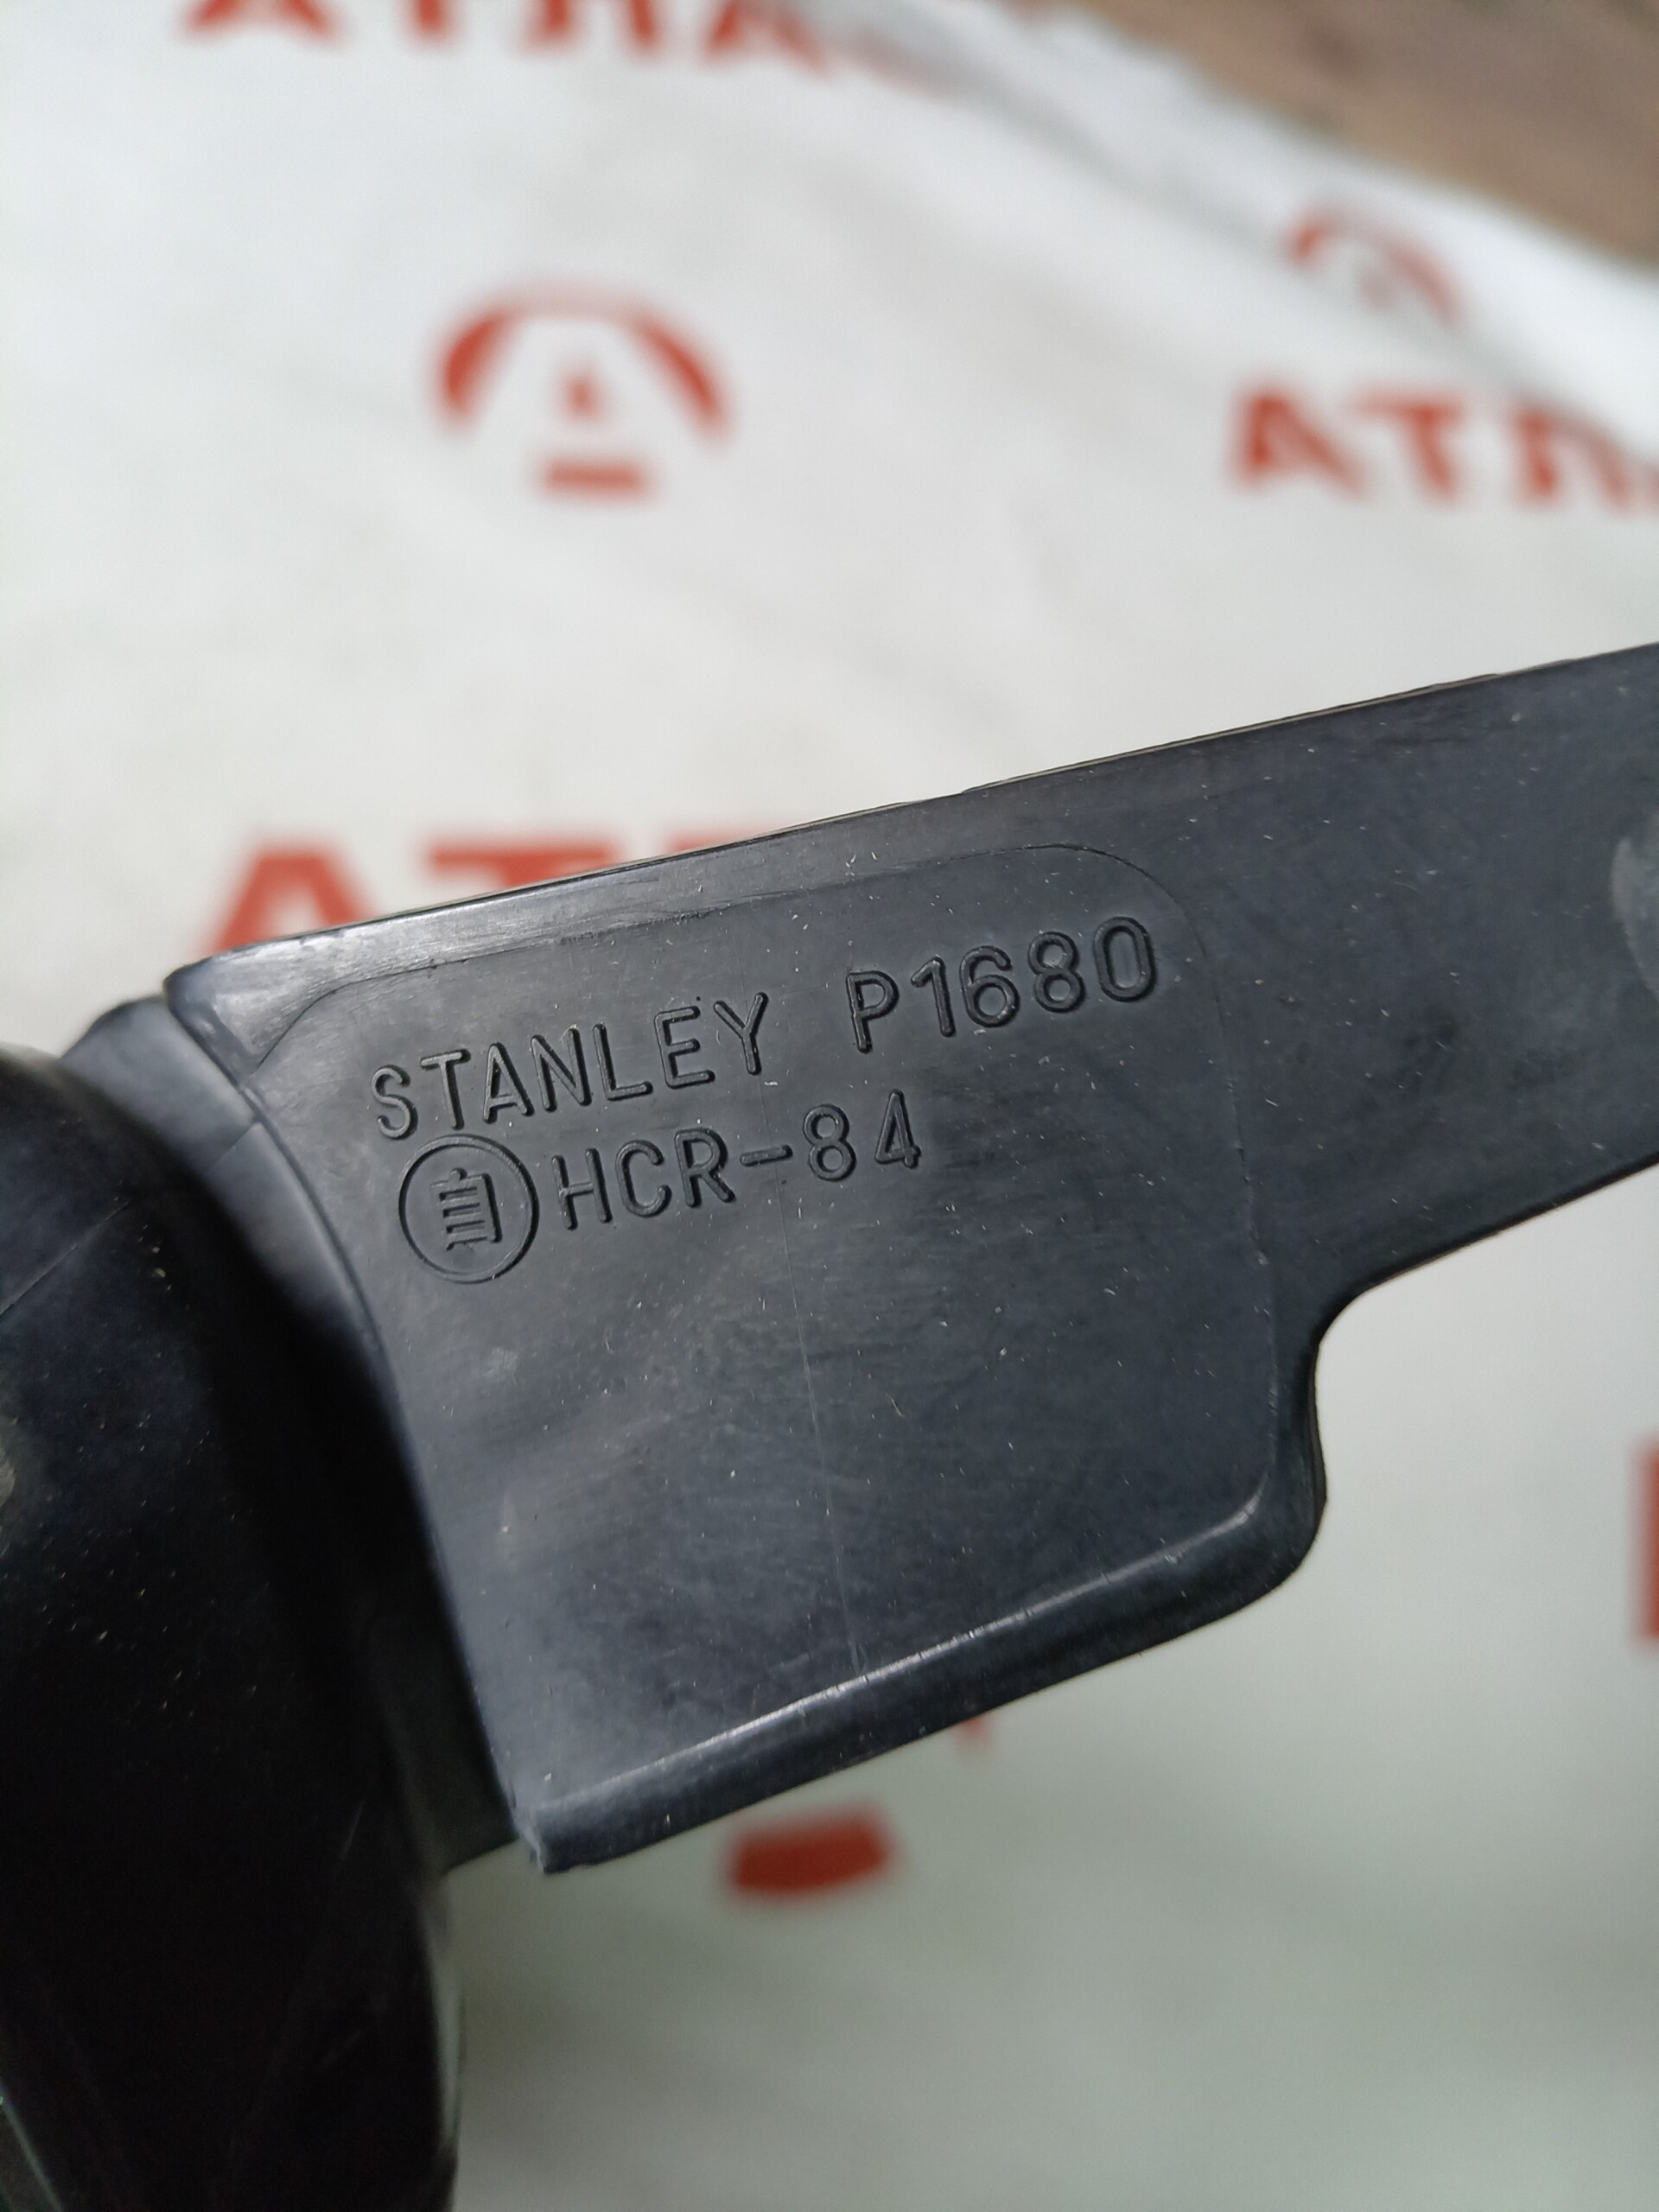 STANLEY P1680
自 HCR-84